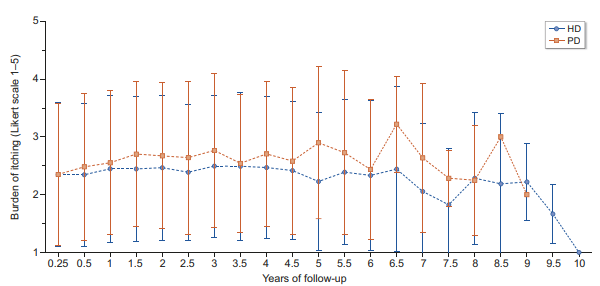 Burden of itching (Likert scale 1–5)
5
4
3
2
1
0.25 0.5 1 1.5 2 2.5 3 3.5 4 4.5 5 5.5 6 6.5 7 7.5 8 8.5 9 9.5 10
Years of follow-up
HD
PD